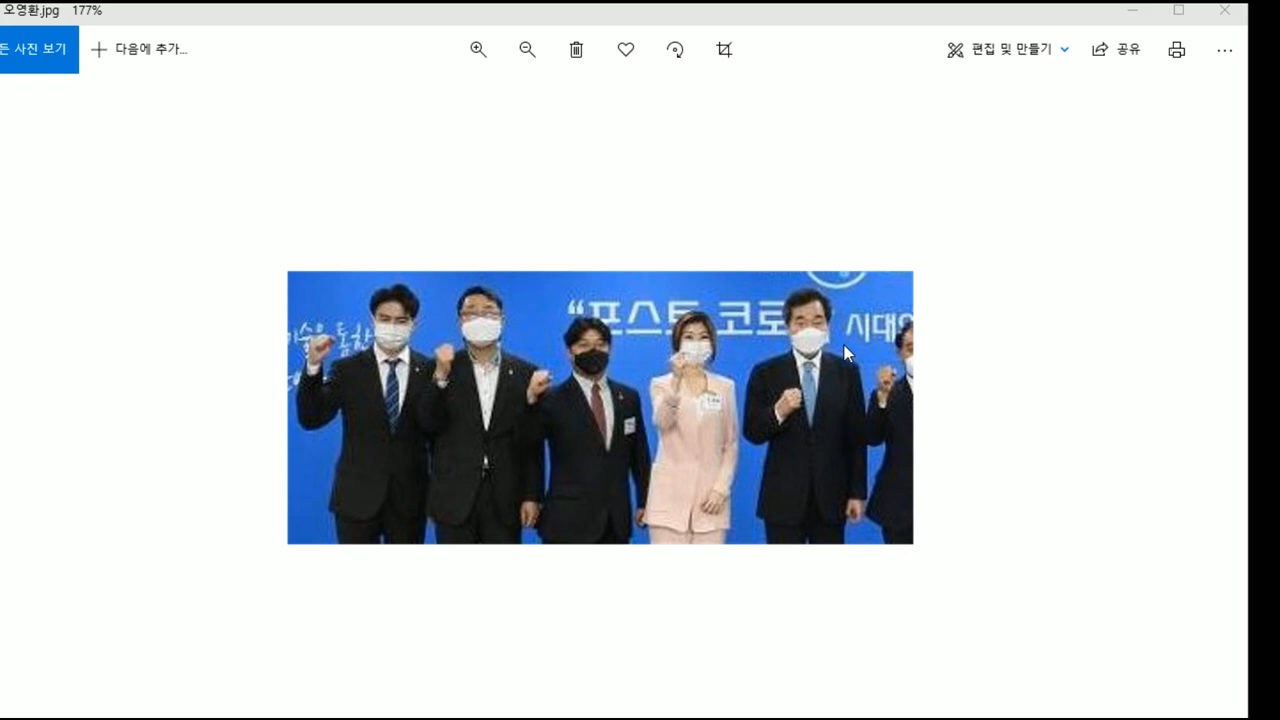 오영환.jpg 177%
든 사진 보기
다음에 추가...
편집 및 만들기
공유
“포스트 코로
시대